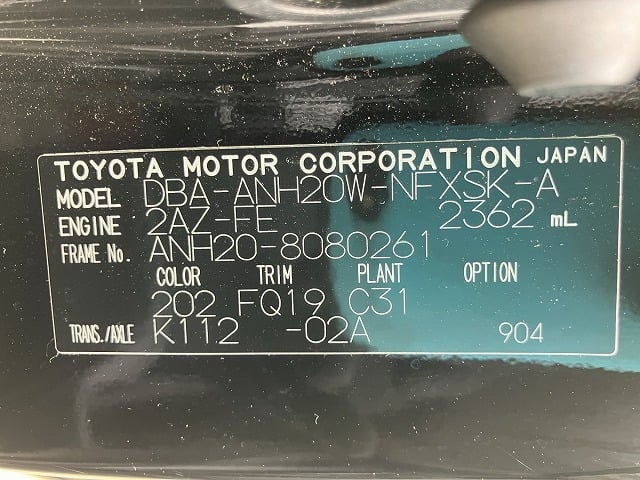 TOYOTA MOTOR CORPORATION JAPAN
MODEL DBA-ANH20W-NFXSK-A
ENGINE 2AZ-FE 2362 mL
FRAME No. ANH20-8080261
COLOR TRIM PLANT OPTION
202 FQ19 C31
TRANS./AXLE K112 -02A 904